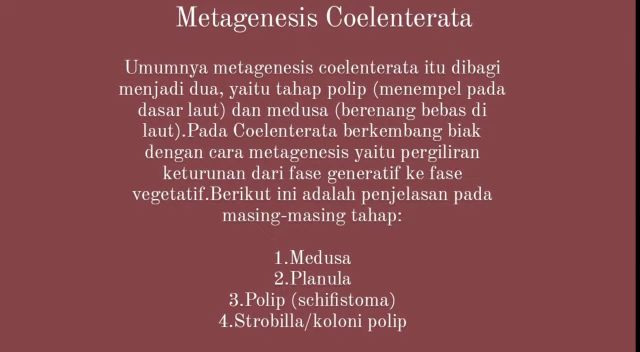 Metagenesis Coelenterata
Umumnya metagenesis coelenterata itu dibagi
menjadi dua, yaitu tahap polip (menempel pada
dasar laut) dan medusa (berenang bebas di
laut).Pada Coelenterata berkembang biak
dengan cara metagenesis yaitu pergiliran
keturunan dari fase generatif ke fase
vegetatif.Berikut ini adalah penjelasan pada
masing-masing tahap:
1.Medusa
2.Planula
3.Polip (schifistoma)
4.Strobilla/koloni polip